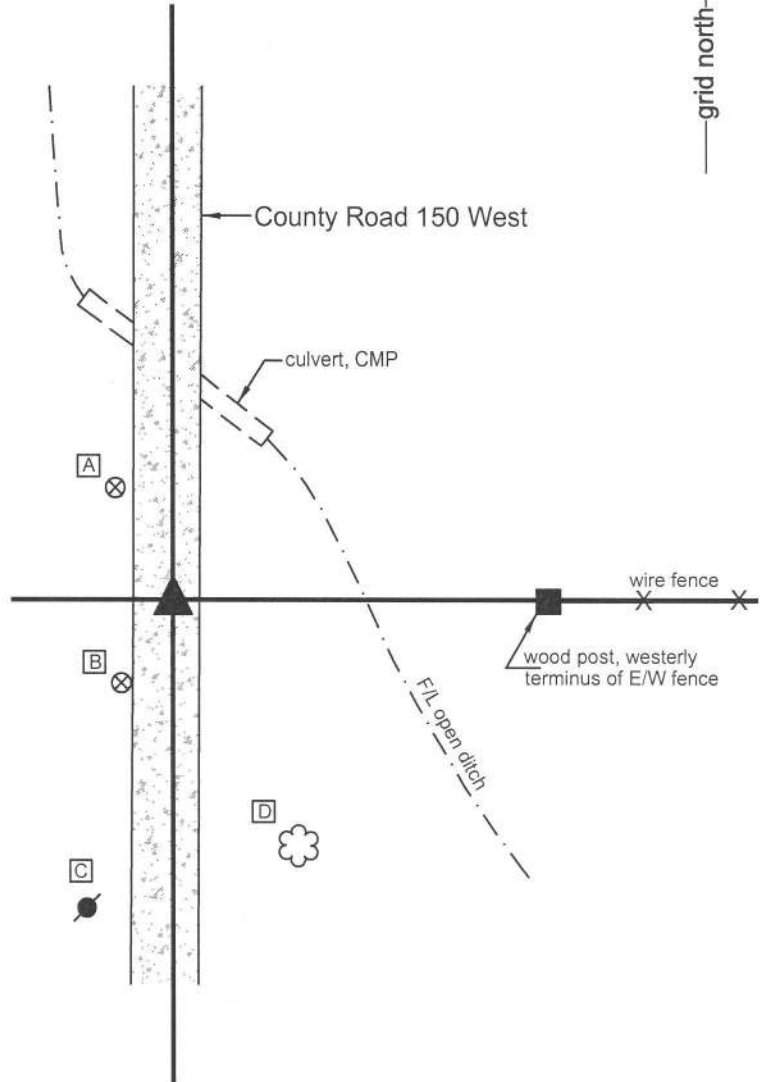 grid north
County Road 150 West
culvert, CMP
A
wire fence
B
wood post, westerly
terminus of E/W fence
F/L open ditch
D
C